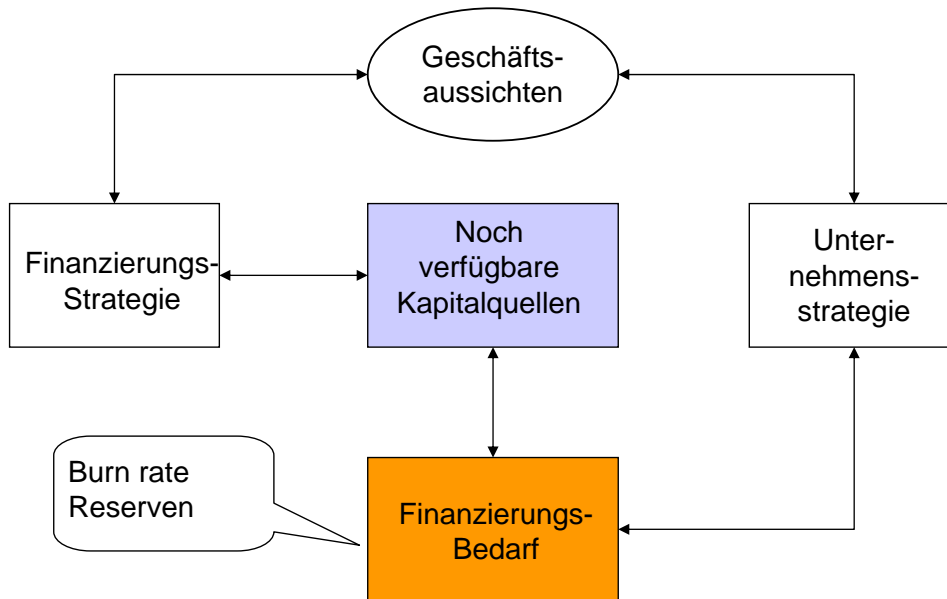 Geschäfts-
aussichten
Finanzierungs-
Strategie
Noch
verfügbare
Kapitalquellen
Unter-
nehmens-
strategie
Burn rate
Reserven
Finanzierungs-
Bedarf